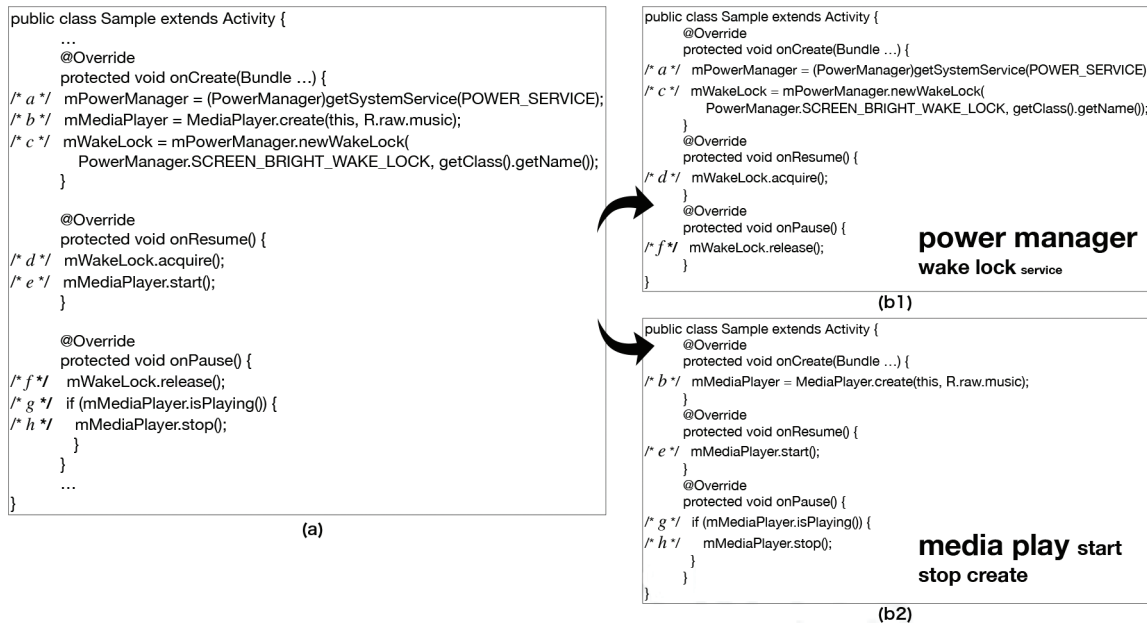 public class Sample extends Activity {
…
@Override
protected void onCreate(Bundle …) {
/* a */ mPowerManager = (PowerManager)getSystemService(POWER_SERVICE);
/* b */ mMediaPlayer = MediaPlayer.create(this, R.raw.music);
/* c */ mWakeLock = mPowerManager.newWakeLock(
PowerManager.SCREEN_BRIGHT_WAKE_LOCK, getClass().getName());
}
@Override
protected void onResume() {
/* d */ mWakeLock.acquire();
/* e */ mMediaPlayer.start();
}
@Override
protected void onPause() {
/* f */ mWakeLock.release();
/* g */ if (mMediaPlayer.isPlaying()) {
/* h */ mMediaPlayer.stop();
}
}
…
}
(a)
public class Sample extends Activity {
@Override
protected void onCreate(Bundle …) {
/* a */ mPowerManager = (PowerManager)getSystemService(POWER_SERVICE)
/* c */ mWakeLock = mPowerManager.newWakeLock(
PowerManager.SCREEN_BRIGHT_WAKE_LOCK, getClass().getName());
}
@Override
protected void onResume() {
/* d */ mWakeLock.acquire();
}
@Override
protected void onPause() {
/* f */ mWakeLock.release();
}
}
power manager
wake lock service
(b1)
public class Sample extends Activity {
@Override
protected void onCreate(Bundle …) {
/* b */ mMediaPlayer = MediaPlayer.create(this, R.raw.music);
}
@Override
protected void onResume() {
/* e */ mMediaPlayer.start();
}
@Override
protected void onPause() {
/* g */ if (mMediaPlayer.isPlaying()) {
/* h */ mMediaPlayer.stop();
}
}
}
media play start
stop create
(b2)